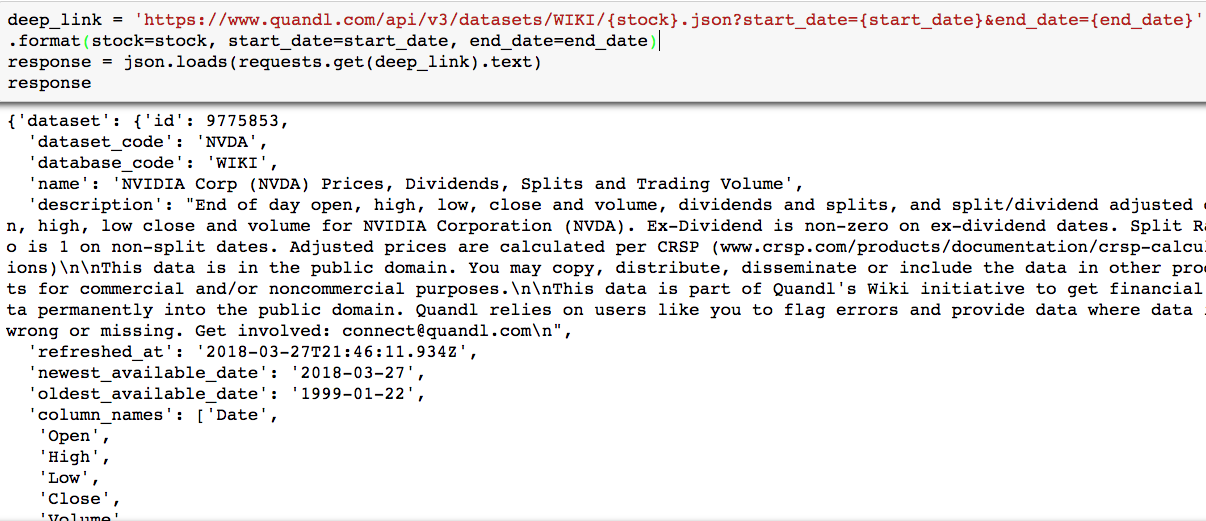 deep_link = 'https://www.quandl.com/api/v3/datasets/WIKI/{stock}.json?start_date={start_date}&end_date={end_date}'
.format(stock=stock, start_date=start_date, end_date=end_date)
response = json.loads(requests.get(deep_link).text)
response
{'dataset': {'id': 9775853,
'dataset_code': 'NVDA',
'database_code': 'WIKI',
'name': 'NVIDIA Corp (NVDA) Prices, Dividends, Splits and Trading Volume',
'description': "End of day open, high, low, close and volume, dividends and splits, and split/dividend adjusted
n, high, low close and volume for NVIDIA Corporation (NVDA). Ex-Dividend is non-zero on ex-dividend dates. Split
o is 1 on non-split dates. Adjusted prices are calculated per CRSP (www.crsp.com/products/documentation/crsp-calcu
ions)\n\nThis data is in the public domain. You may copy, distribute, disseminate or include the data in other pro
ts for commercial and/or noncommercial purposes.\n\nThis data is part of Quandl's Wiki initiative to get financial
ta permanently into the public domain. Quandl relies on users like you to flag errors and provide data where data
wrong or missing. Get involved: connect@quandl.com\n",
'refreshed_at': '2018-03-27T21:46:11.934Z',
'newest_available_date': '2018-03-27',
'oldest_available_date': '1999-01-22',
'column_names': ['Date',
'Open',
'High',
'Low',
'Close',
'Volume'